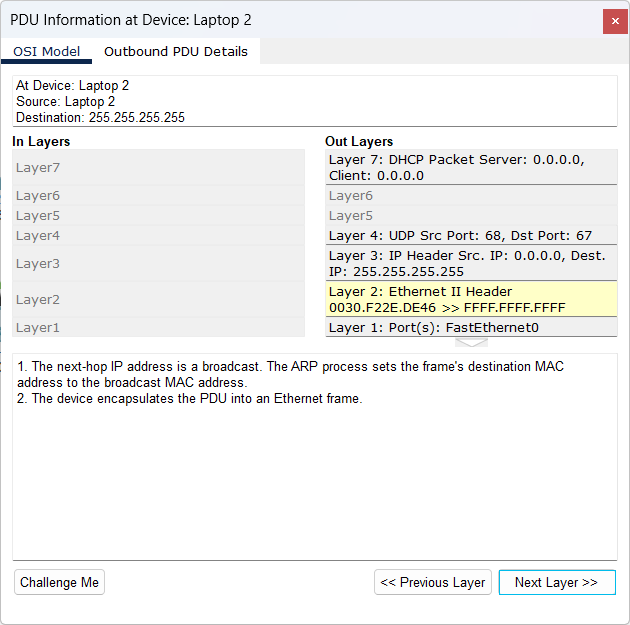 PDU Information at Device: Laptop 2
×
OSI Model
Outbound PDU Details
At Device: Laptop 2
Source: Laptop 2
Destination: 255.255.255.255
In Layers
Layer7
Layer6
Layer5
Layer4
Layer3
Layer2
Layer1
Out Layers
Layer 7: DHCP Packet Server: 0.0.0.0,
Client: 0.0.0.0
Layer6
Layer5
Layer 4: UDP Src Port: 68, Dst Port: 67
Layer 3: IP Header Src. IP: 0.0.0.0, Dest.
IP: 255.255.255.255
Layer 2: Ethernet II Header
0030.F22E.DE46 >> FFFF.FFFF.FFFF
Layer 1: Port(s): FastEthernet0
1. The next-hop IP address is a broadcast. The ARP process sets the frame's destination MAC
address to the broadcast MAC address.
2. The device encapsulates the PDU into an Ethernet frame.
Challenge Me
<< Previous Layer
Next Layer >>